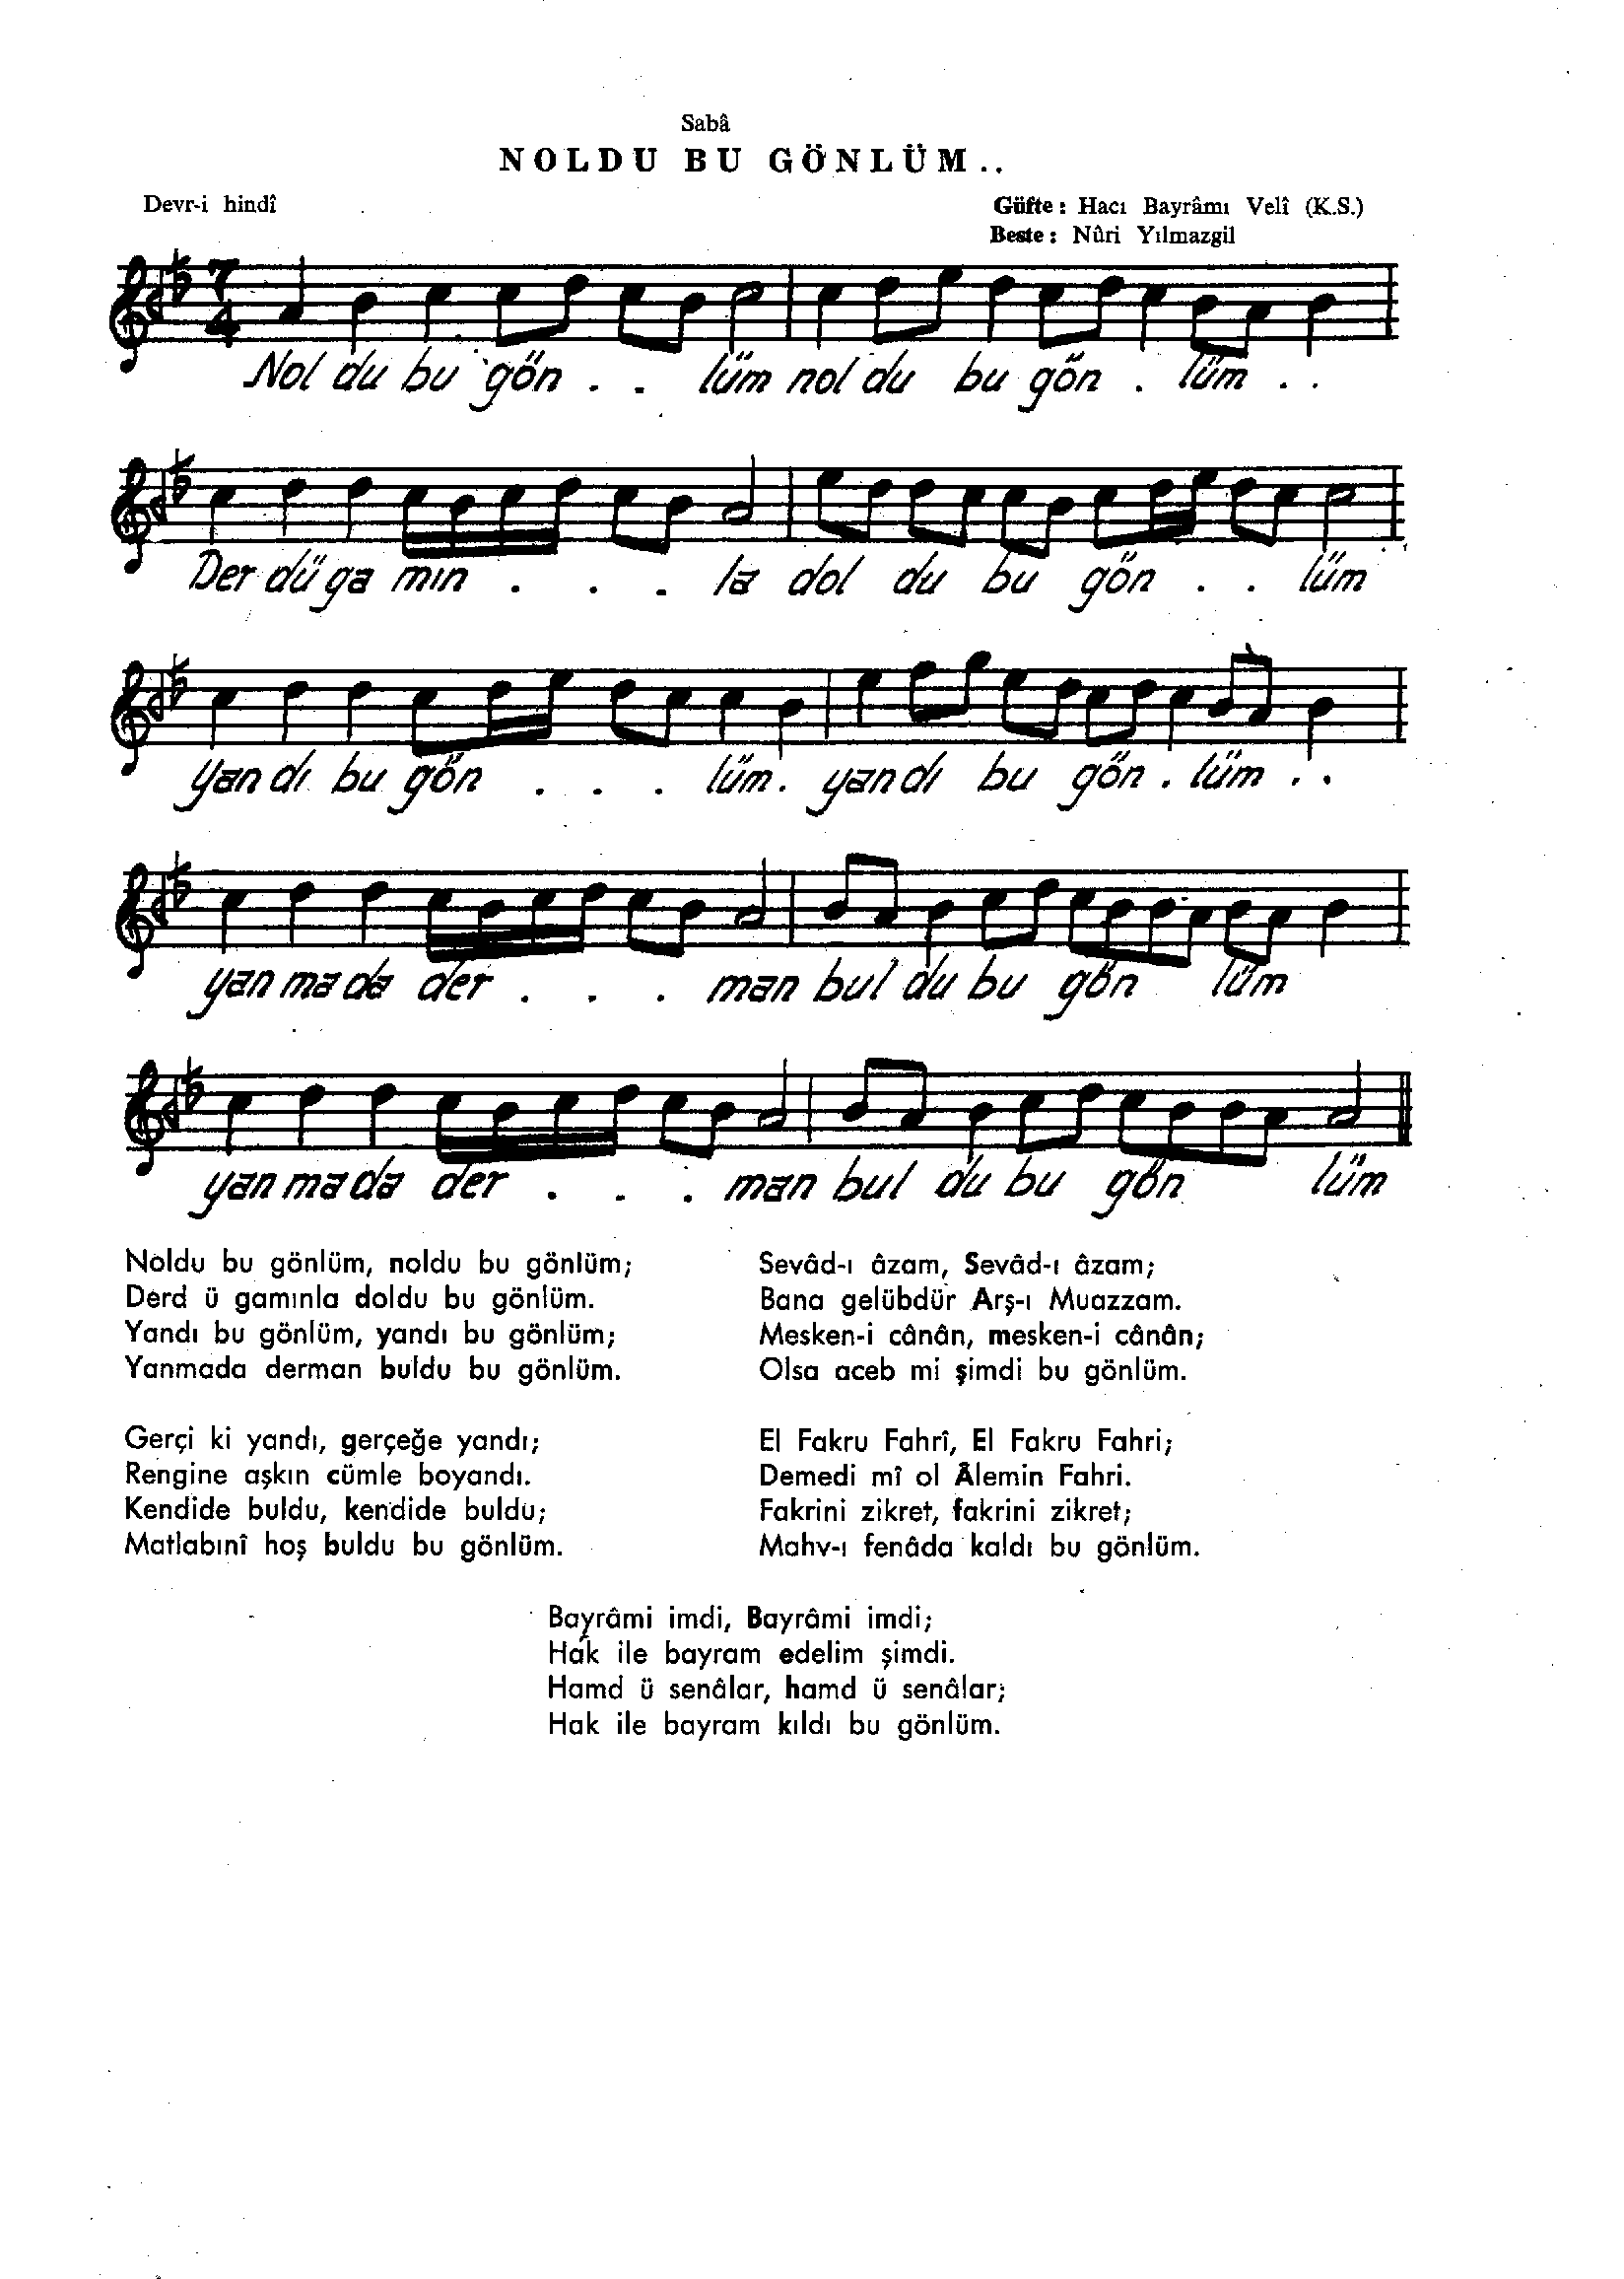 Sabâ
NOLDU BU GÖNLÜM..
Devr-i hindî
Güfte: Hacı Bayrâmı Velî (K.S.)
Beste: Nûri Yılmazgil
7
4
Nol du bu gön . . lüm nol du bu gön . lüm . .
Der dü ga mın . . . la dol du bu gön . . lüm
yan dı bu gön . . . lüm . yan dı bu gön . lüm . .
yan ma da der . . . man bul du bu gön lüm
yan ma da der . . . man bul du bu gön lüm
Noldu bu gönlüm, noldu bu gönlüm;
Derd ü gamınla doldu bu gönlüm.
Yandı bu gönlüm, yandı bu gönlüm;
Yanmada derman buldu bu gönlüm.
Gerçi ki yandı, gerçeğe yandı;
Rengine aşkın cümle boyandı.
Kendide buldu, kendide buldu;
Matlabınî hoş buldu bu gönlüm.
Sevâd-ı âzam, Sevâd-ı âzam;
Bana gelübdür Arş-ı Muazzam.
Mesken-i cânân, mesken-i cânân;
Olsa aceb mi şimdi bu gönlüm.
El Fakru Fahrî, El Fakru Fahri;
Demedi mî ol Âlemin Fahri.
Fakrini zikret, fakrini zikret;
Mahv-ı fenâda kaldı bu gönlüm.
Bayrâmi imdi, Bayrâmi imdi;
Hak ile bayram edelim şimdi.
Hamd ü senâlar, hamd ü senâlar;
Hak ile bayram kıldı bu gönlüm.